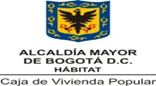 ALCALDÍA MAYOR
DE BOGOTÁ D.C.
HÁBITAT
Caja de Vivienda Popular